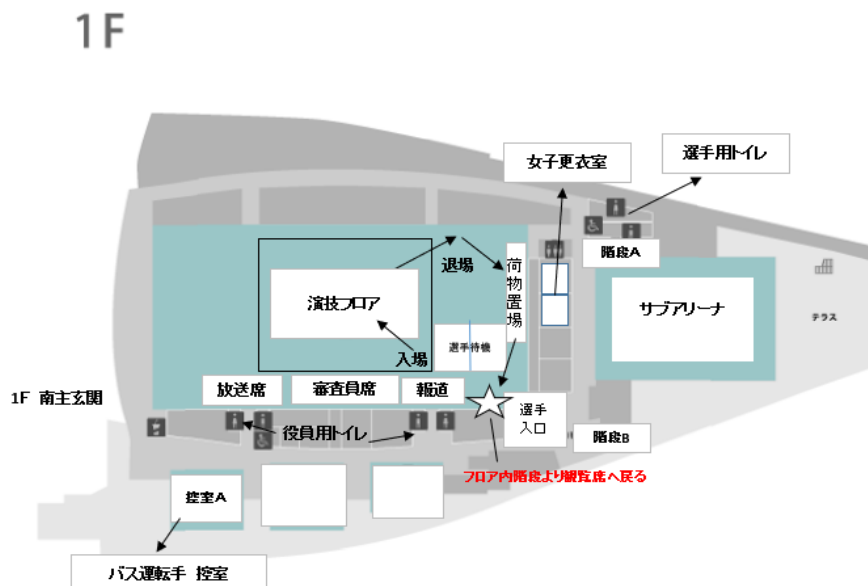 1F
女子更衣室
選手用トイレ
階段A
退場
荷物置場
演技フロア
サブアリーナ
テラス
選手待機
入場
1F 南主玄関
放送席
審査員席
報道
選手
入口
役員用トイレ
階段B
フロア内階段より観覧席へ戻る
控室A
バス運転手 控室